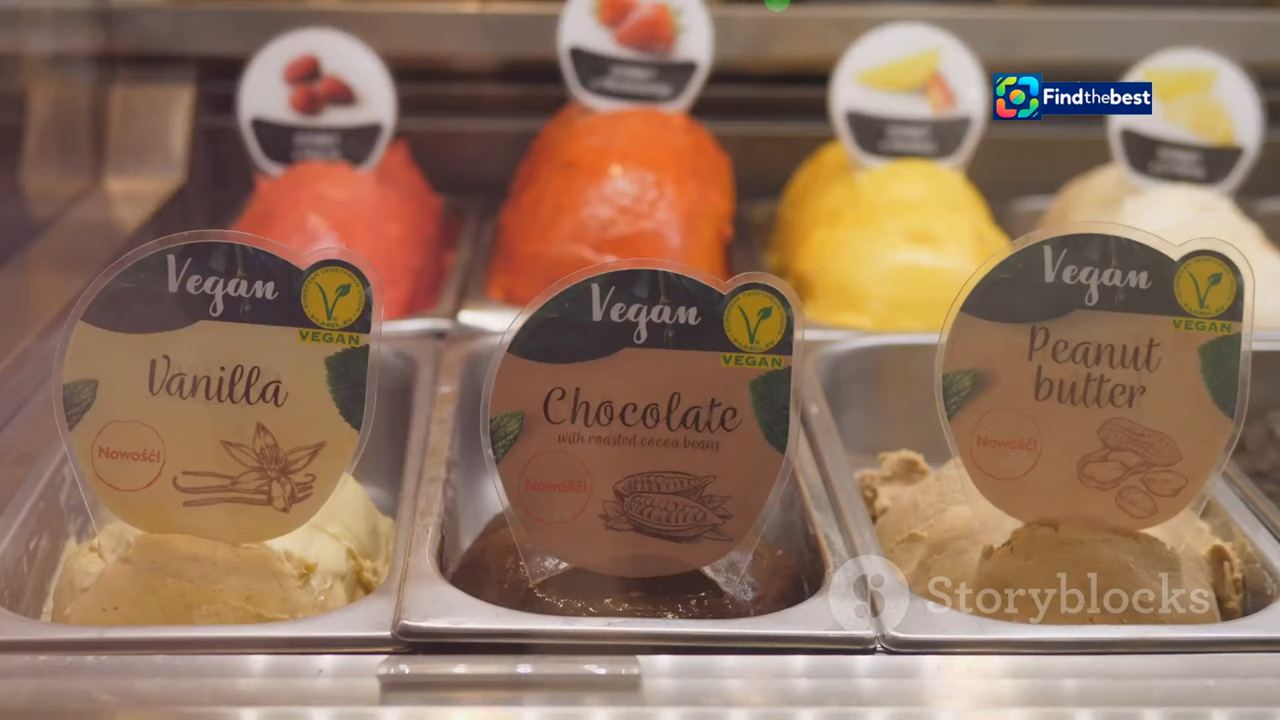 Findthebest
Vegan
VEGAN
Vanilla
Nowość!
Vegan
VEGAN
Chocolate
with roasted cocoa beans
Nowość!
Vegan
VEGAN
Peanut
butter
Nowość!
Storyblocks